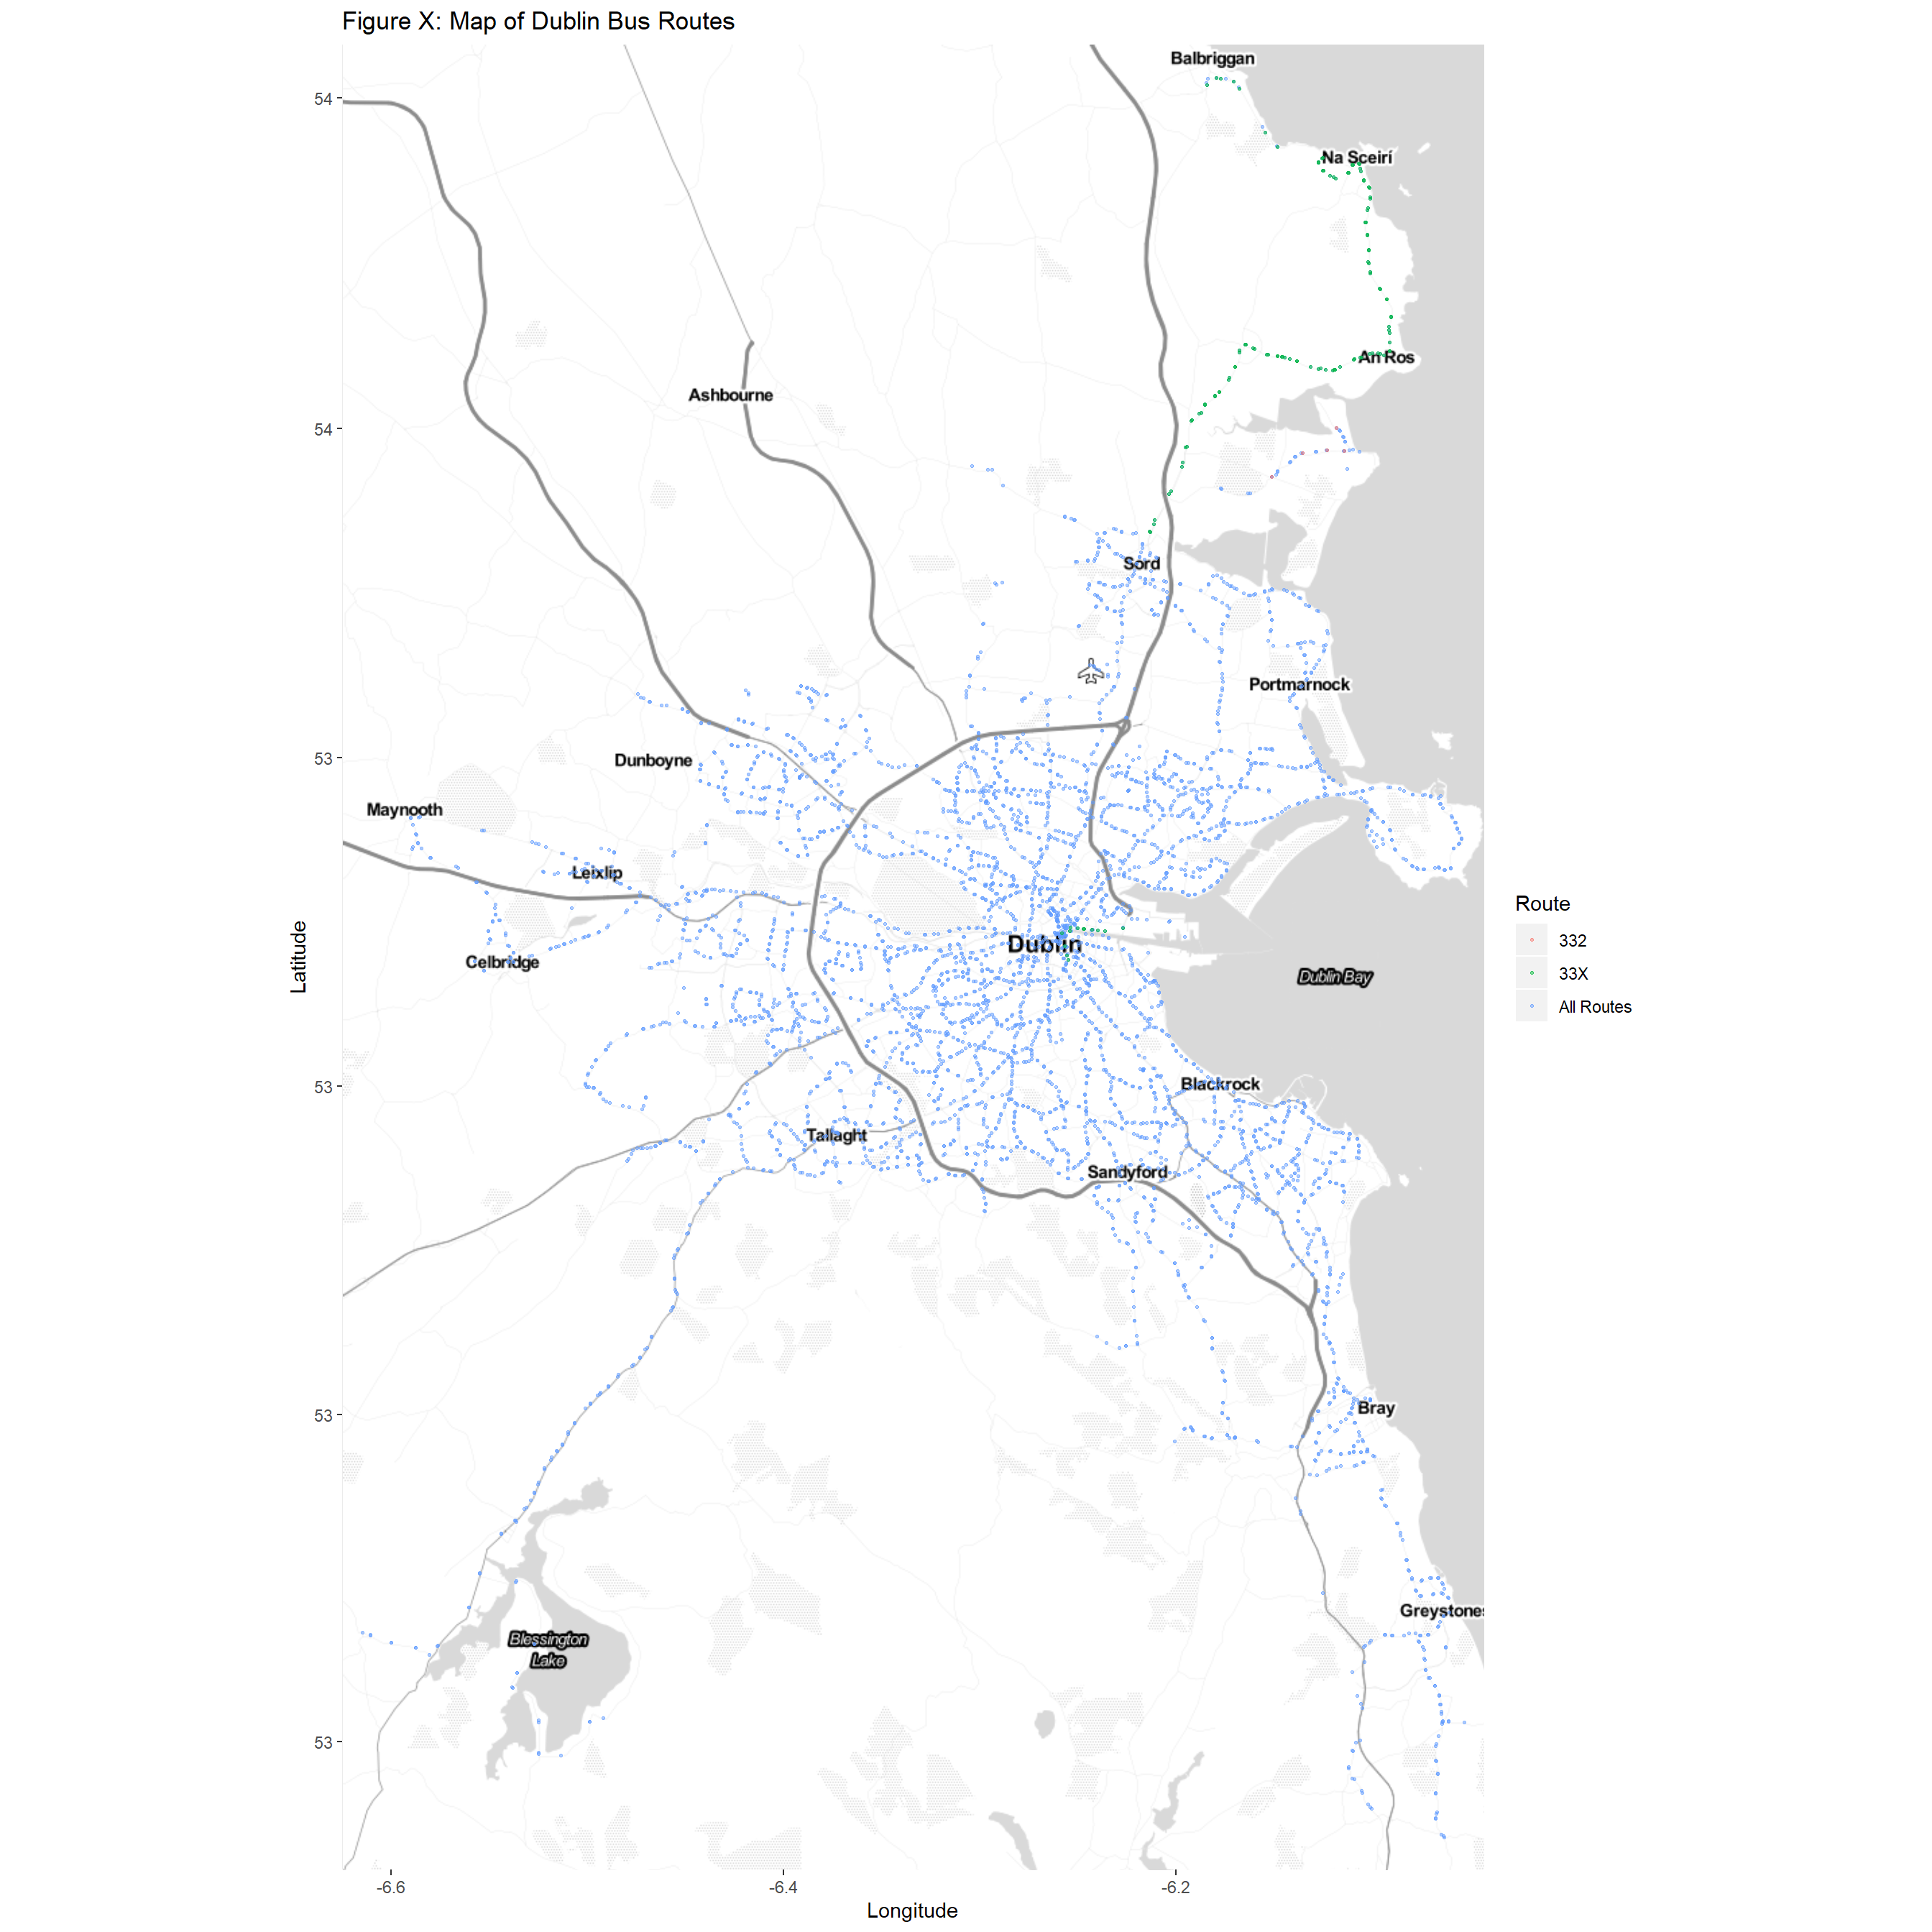 Figure X: Map of Dublin Bus Routes
Balbriggan
54
Na Sceirí
An Ros
Ashbourne
54
Sord
Portmarnock
53
Dunboyne
Maynooth
Leixlip
Route
Latitude
Dublin
332
Celbridge
Dublin Bay
33X
All Routes
53
Blackrock
Tallaght
Sandyford
53
Bray
Greystones
Blessington
Lake
53
-6.6
-6.4
-6.2
Longitude